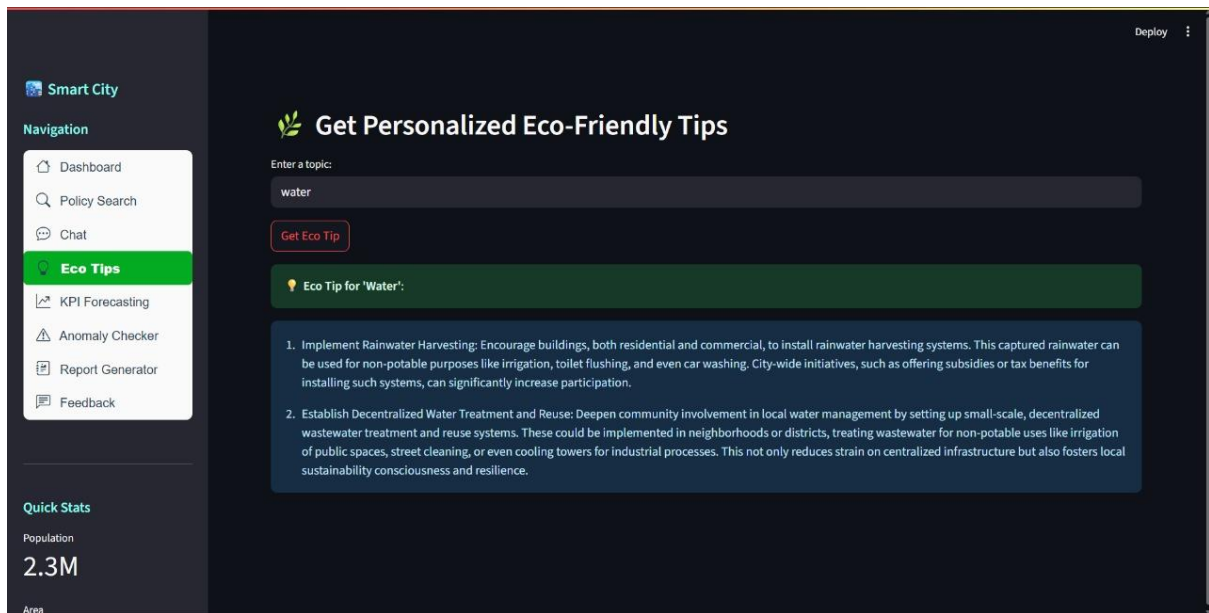 Deploy
Smart City
Navigation
Dashboard
Policy Search
Chat
Eco Tips
KPI Forecasting
Anomaly Checker
Report Generator
Feedback
Quick Stats
Population
2.3M
Area
Get Personalized Eco-Friendly Tips
Enter a topic:
water
Get Eco Tip
Eco Tip for 'Water':
1. Implement Rainwater Harvesting: Encourage buildings, both residential and commercial, to install rainwater harvesting systems. This captured rainwater can
be used for non-potable purposes like irrigation, toilet flushing, and even car washing. City-wide initiatives, such as offering subsidies or tax benefits for
installing such systems, can significantly increase participation.
2. Establish Decentralized Water Treatment and Reuse: Deepen community involvement in local water management by setting up small-scale, decentralized
wastewater treatment and reuse systems. These could be implemented in neighborhoods or districts, treating wastewater for non-potable uses like irrigation
of public spaces, street cleaning, or even cooling towers for industrial processes. This not only reduces strain on centralized infrastructure but also fosters local
sustainability consciousness and resilience.